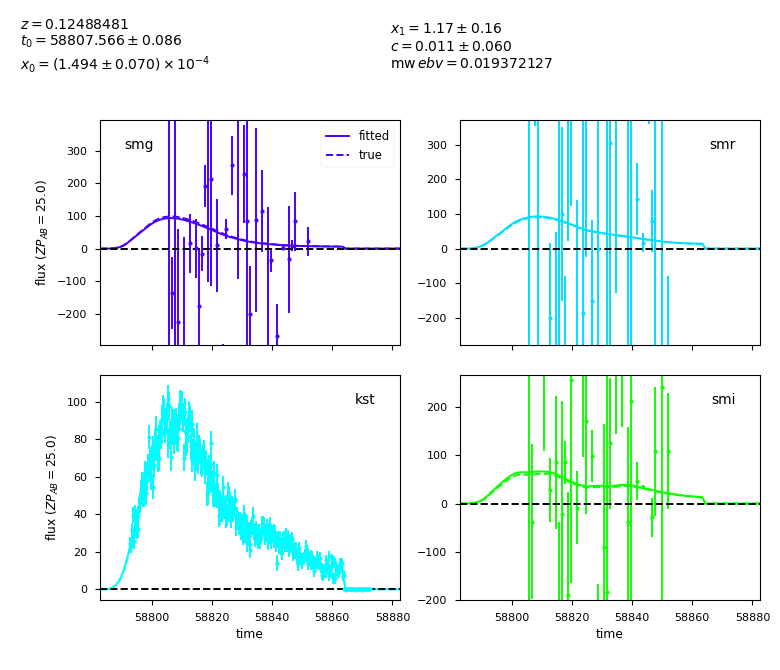 z = 0.12488481
t₀ = 58807.566 ± 0.086
x₀ = (1.494 ± 0.070) × 10⁻⁴
x₁ = 1.17 ± 0.16
c = 0.011 ± 0.060
mw ebv = 0.019372127
smg
fitted
true
300
200
100
0
−100
−200
flux (ZP_AB = 25.0)
smr
300
200
100
0
−100
−200
kst
100
80
60
40
20
0
flux (ZP_AB = 25.0)
58800 58820 58840 58860 58880
time
smi
200
100
0
−100
−200
58800 58820 58840 58860 58880
time